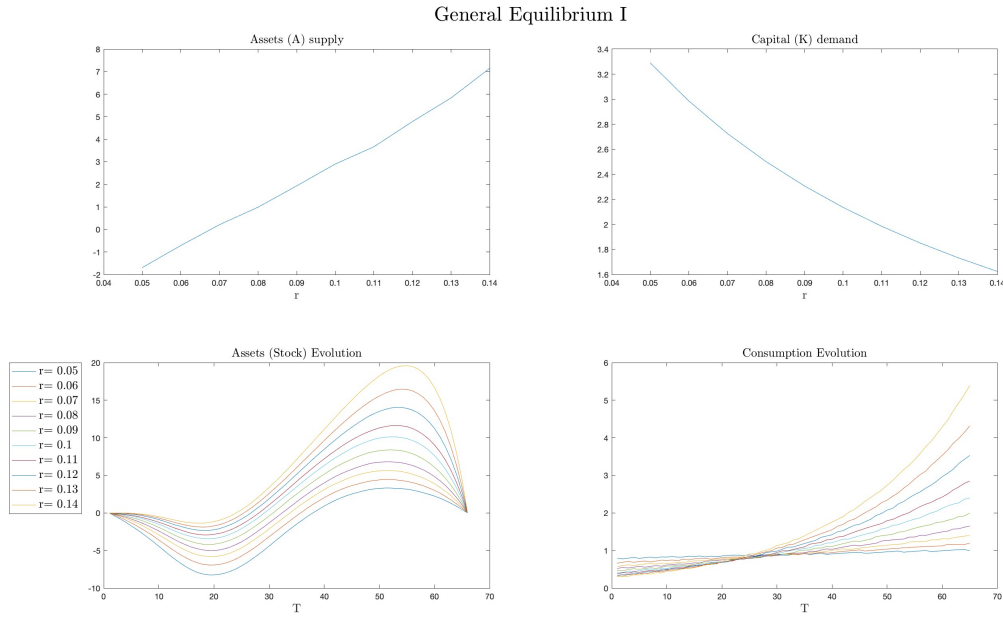 General Equilibrium I
Assets (A) supply
8
7
6
5
4
3
2
1
0
-1
-2
0.04 0.05 0.06 0.07 0.08 0.09 0.1 0.11 0.12 0.13 0.14
r
Capital (K) demand
3.4
3.2
3
2.8
2.6
2.4
2.2
2
1.8
1.6
0.04 0.05 0.06 0.07 0.08 0.09 0.1 0.11 0.12 0.13 0.14
r
r= 0.05
r= 0.06
r= 0.07
r= 0.08
r= 0.09
r= 0.1
r= 0.11
r= 0.12
r= 0.13
r= 0.14
Assets (Stock) Evolution
20
15
10
5
0
-5
-10
0 10 20 30 40 50 60 70
T
Consumption Evolution
6
5
4
3
2
1
0
0 10 20 30 40 50 60 70
T